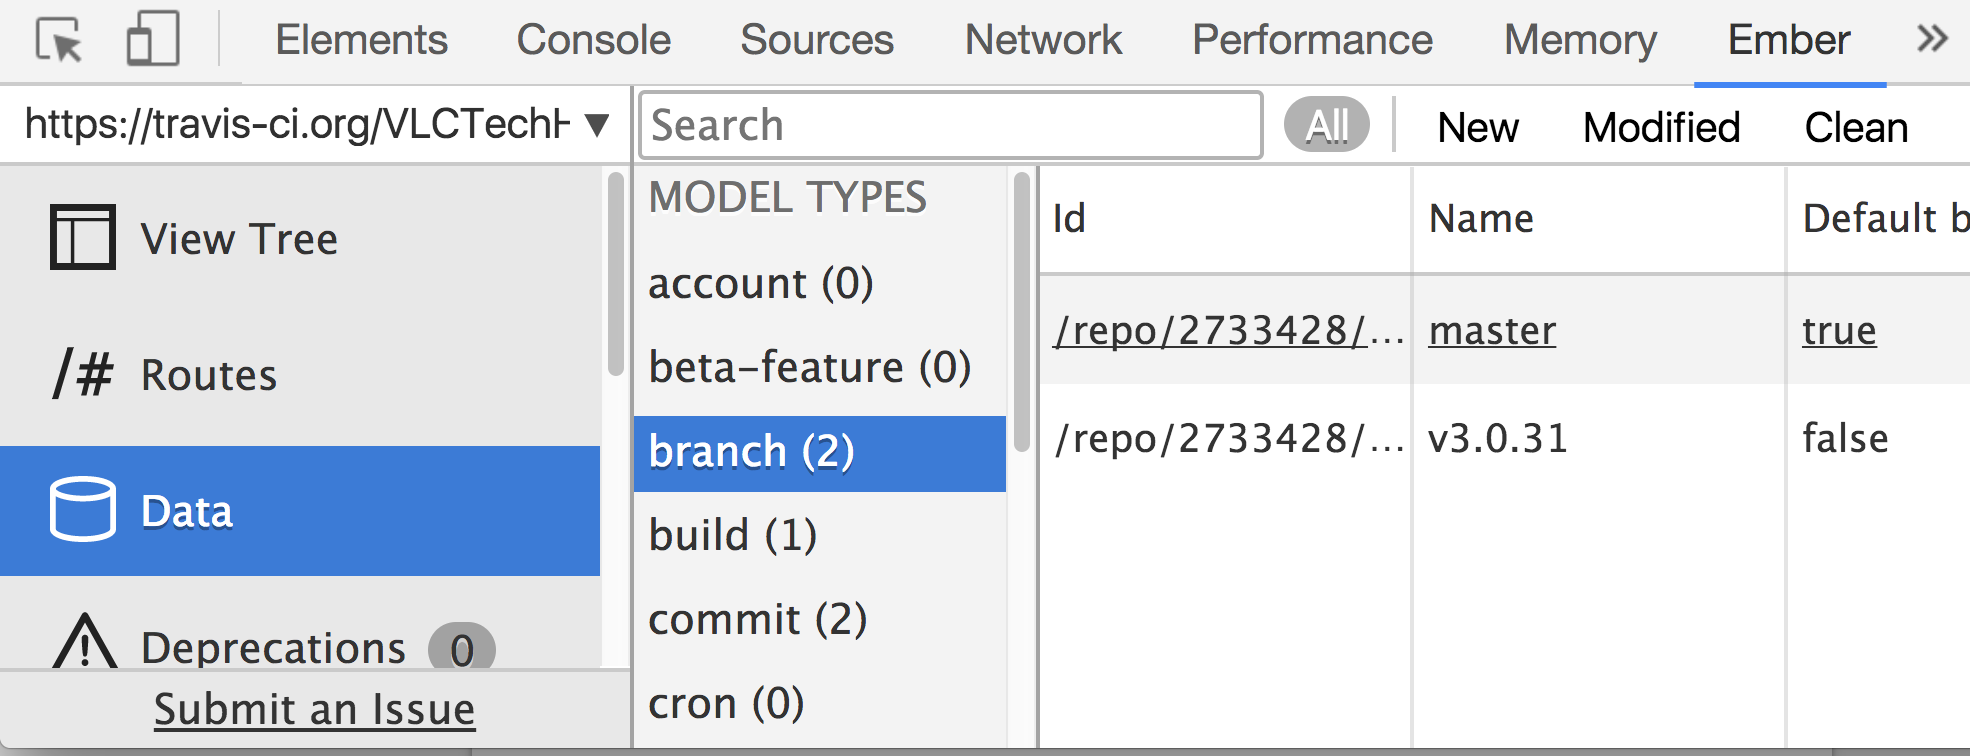 Elements Console Sources Network Performance Memory Ember »
https://travis-ci.org/VLCTechH ▼ Search All New Modified Clean
View Tree
/# Routes
Data
Deprecations 0
Submit an Issue
MODEL TYPES
account (0)
beta-feature (0)
branch (2)
build (1)
commit (2)
cron (0)
Id Name Default b
/repo/2733428/... master true
/repo/2733428/... v3.0.31 false